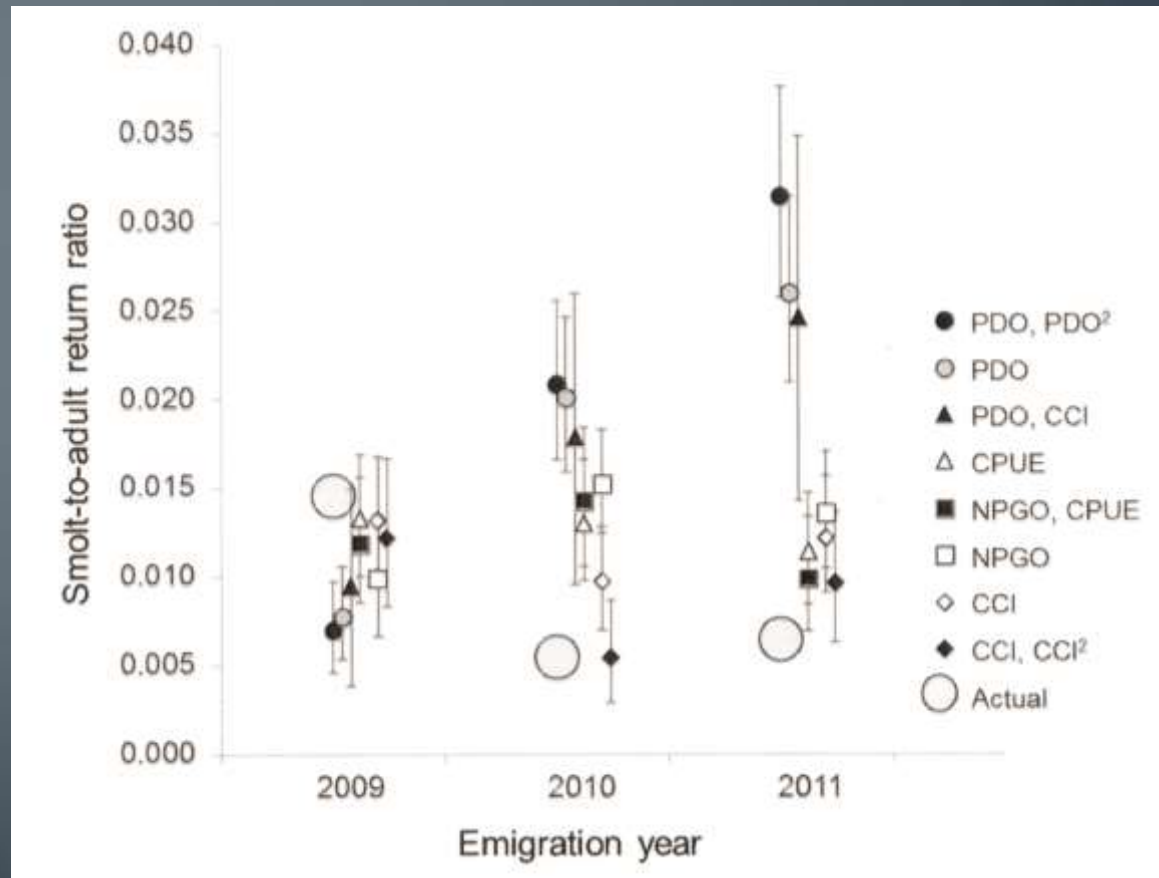 0.040
0.035
0.030
0.025
0.020
0.015
0.010
0.005
0.000
Smolt-to-adult return ratio
2009 2010 2011
Emigration year
PDO, PDO²
PDO
PDO, CCI
CPUE
NPGO, CPUE
NPGO
CCI
CCI, CCI²
Actual